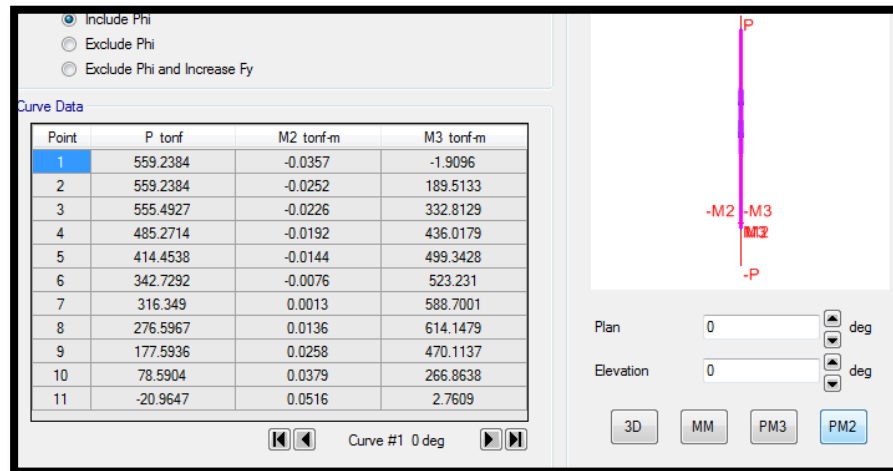 Include Phi
Exclude Phi
Exclude Phi and Increase Fy
Curve Data
Point P tonf M2 tonf-m M3 tonf-m
1 559.2384 -0.0357 -1.9096
2 559.2384 -0.0252 189.5133
3 555.4927 -0.0226 332.8129
4 485.2714 -0.0192 436.0179
5 414.4538 -0.0144 499.3428
6 342.7292 -0.0076 523.231
7 316.349 0.0013 588.7001
8 276.5967 0.0136 614.1479
9 177.5936 0.0258 470.1137
10 78.5904 0.0379 266.8638
11 -20.9647 0.0516 2.7609
Curve #1 0 deg
P
-M2 -M3
-P
Plan 0 deg
Elevation 0 deg
3D MM PM3 PM2